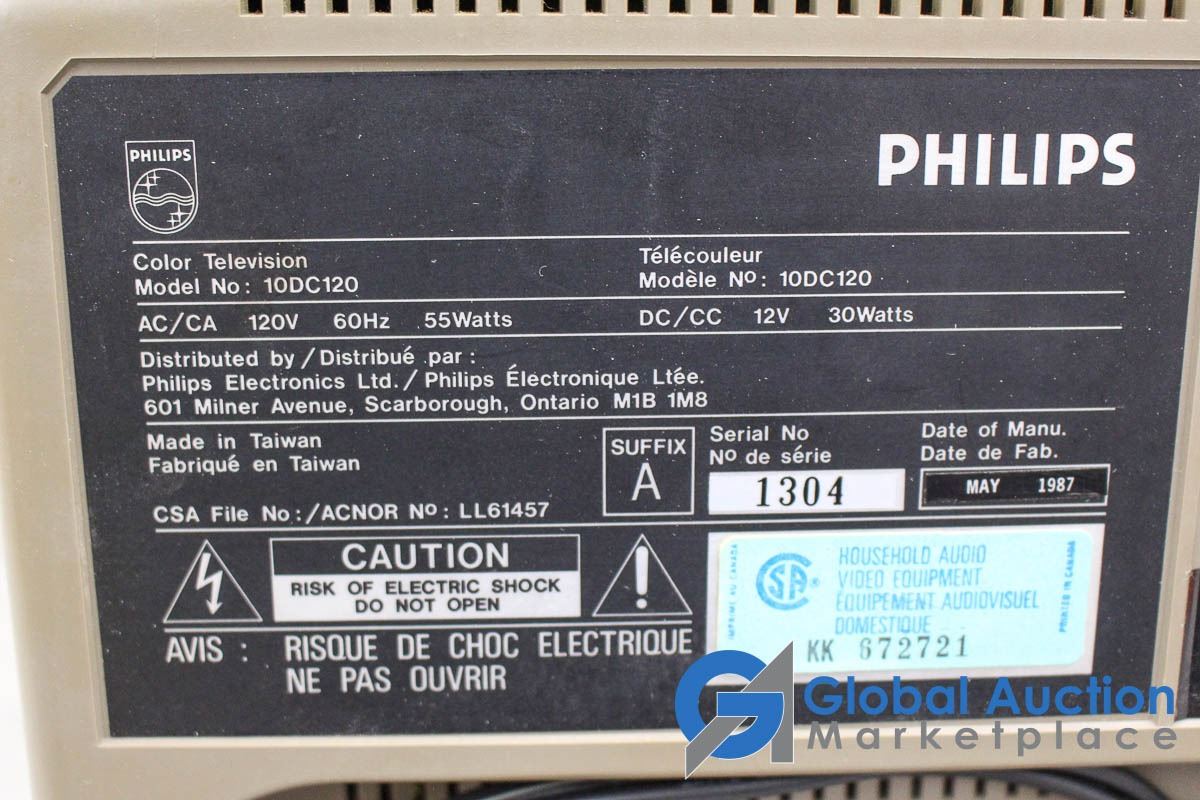 PHILIPS
PHILIPS
Color Television
Model No: 10DC120
Télécouleur
Modèle Nº: 10DC120
AC/CA 120V 60Hz 55Watts
DC/CC 12V 30Watts
Distributed by / Distribué par :
Philips Electronics Ltd. / Philips Électronique Ltée.
601 Milner Avenue, Scarborough, Ontario M1B 1M8
Made in Taiwan
Fabriqué en Taiwan
CSA File No:/ACNOR Nº: LL61457
SUFFIX
A
Serial No
Nº de série
1304
Date of Manu.
Date de Fab.
MAY 1987
CAUTION
RISK OF ELECTRIC SHOCK
DO NOT OPEN
AVIS : RISQUE DE CHOC ELECTRIQUE
NE PAS OUVRIR
IMPRIMÉ AU CANADA
CSA ®
HOUSEHOLD AUDIO
VIDEO EQUIPMENT
ÉQUIPEMENT AUDIOVISUEL
DOMESTIQUE
KK 672721
PRINTED IN CANADA
GA Global Auction
Marketplace